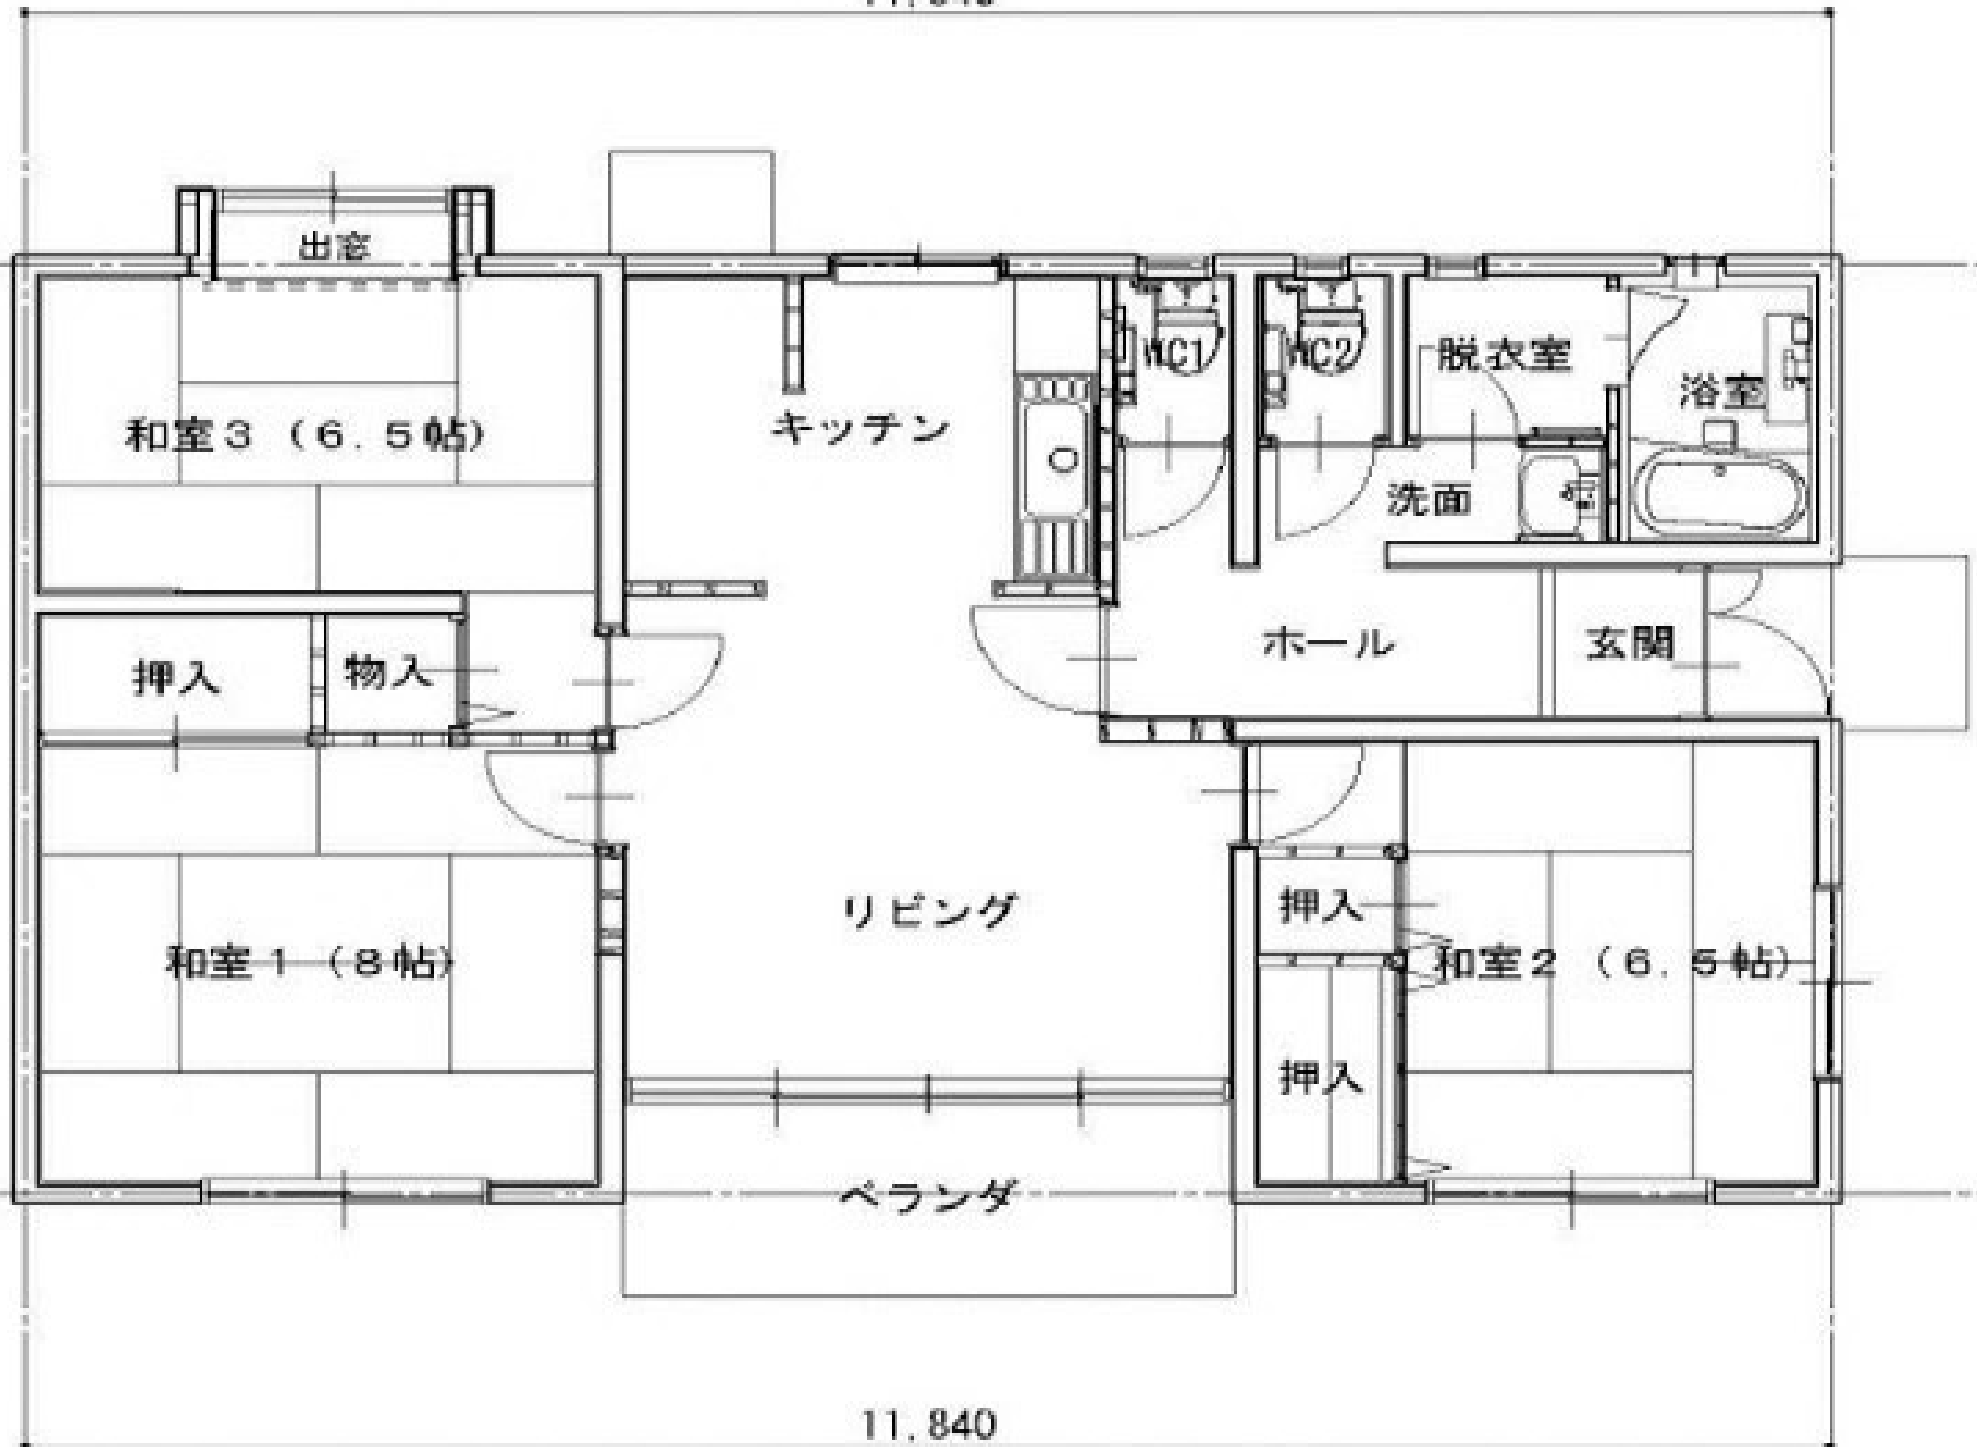 出窓
WC1
WC2
脱衣室
浴室
キッチン
和室3 (6.5帖)
洗面
ホール
玄関
押入
物入
リビング
押入
和室1 (8帖)
和室2 (6.5帖)
押入
ベランダ
11,840